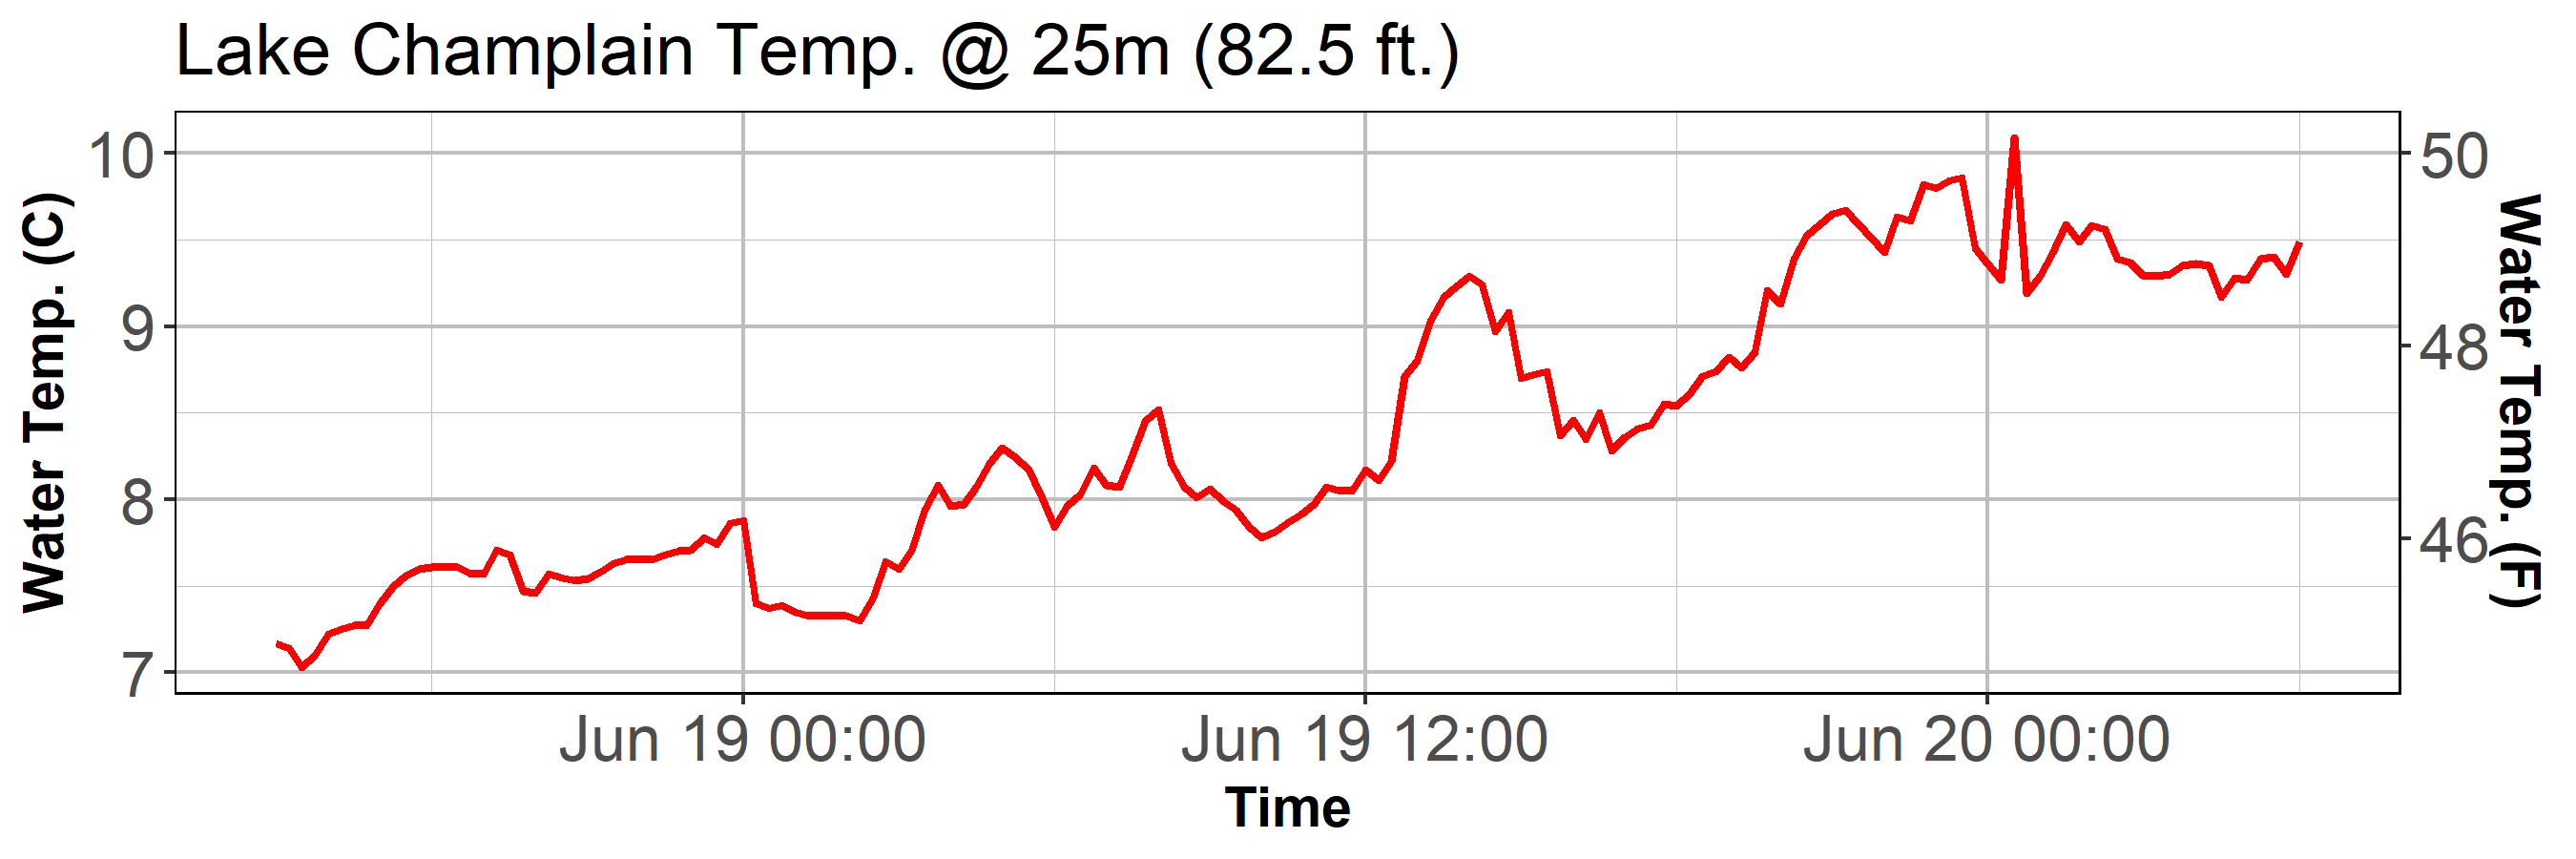 Lake Champlain Temp. @ 25m (82.5 ft.)
10
9
8
7
Water Temp. (C)
50
48
46
Water Temp. (F)
Jun 19 00:00
Jun 19 12:00
Jun 20 00:00
Time